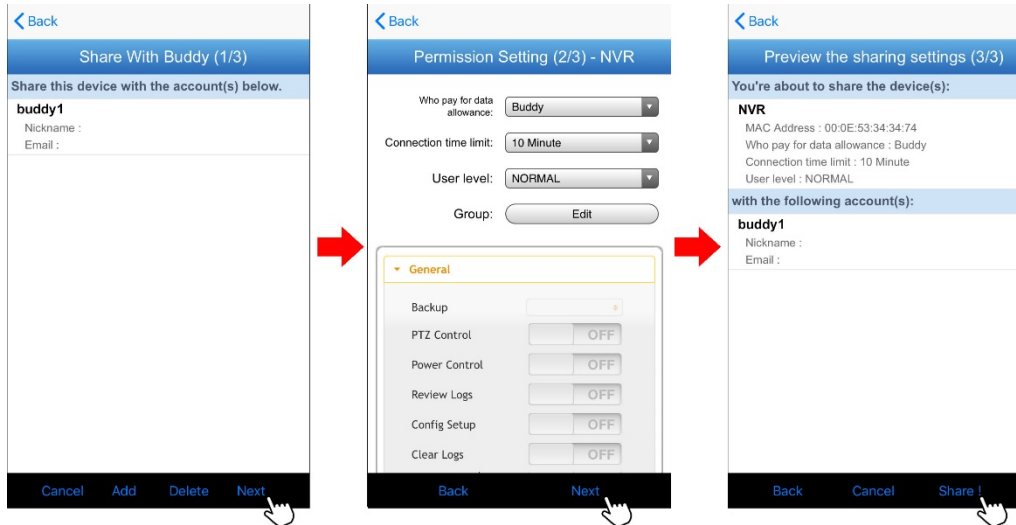 Back
Share With Buddy (1/3)
Share this device with the account(s) below.
buddy1
Nickname :
Email :
Cancel Add Delete Next
Back
Permission Setting (2/3) - NVR
Who pay for data
allowance:
Buddy
Connection time limit:
10 Minute
User level:
NORMAL
Group:
Edit
General
Backup
PTZ Control
OFF
Power Control
OFF
Review Logs
OFF
Config Setup
OFF
Clear Logs
OFF
Back Next
Back
Preview the sharing settings (3/3)
You're about to share the device(s):
NVR
MAC Address : 00:0E:53:34:34:74
Who pay for data allowance : Buddy
Connection time limit : 10 Minute
User level : NORMAL
with the following account(s):
buddy1
Nickname :
Email :
Back Cancel Share !